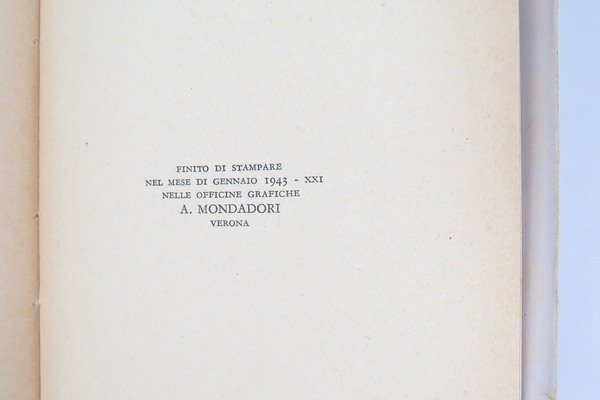 FINITO DI STAMPARE
NEL MESE DI GENNAIO 1943 - XXI
NELLE OFFICINE GRAFICHE
A. MONDADORI
VERONA